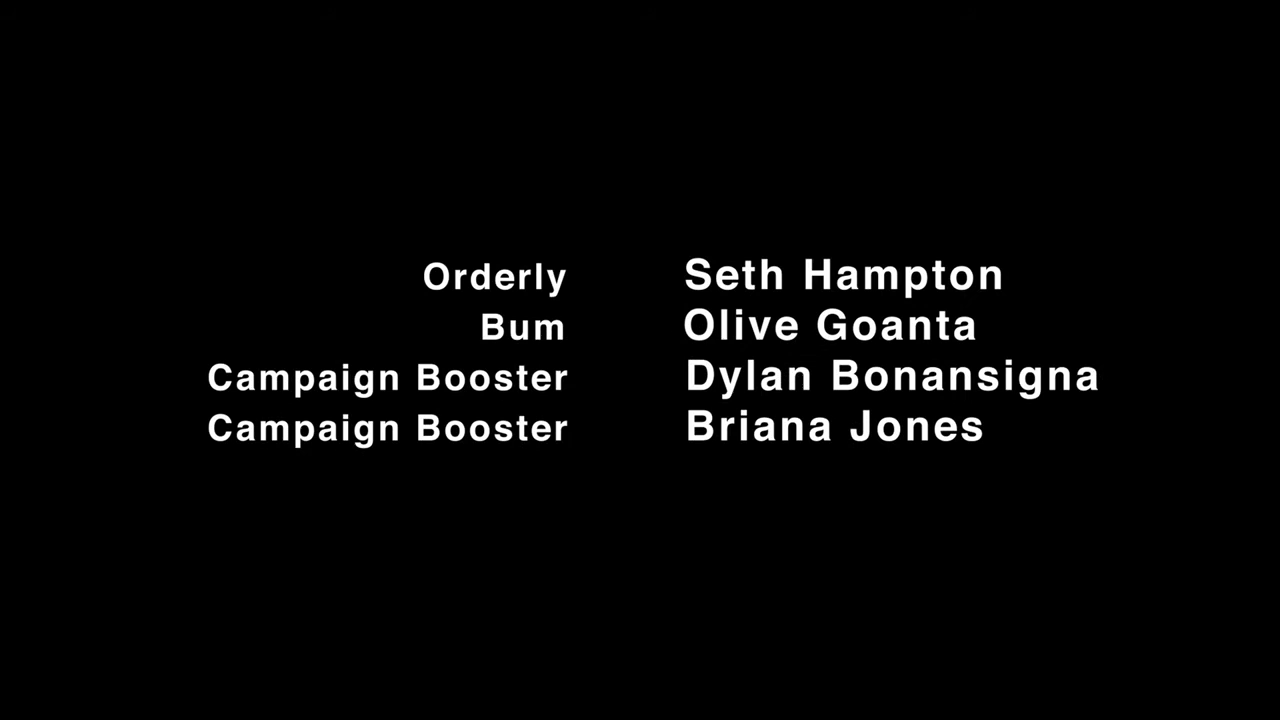 Orderly Seth Hampton
Bum Olive Goanta
Campaign Booster Dylan Bonansigna
Campaign Booster Briana Jones